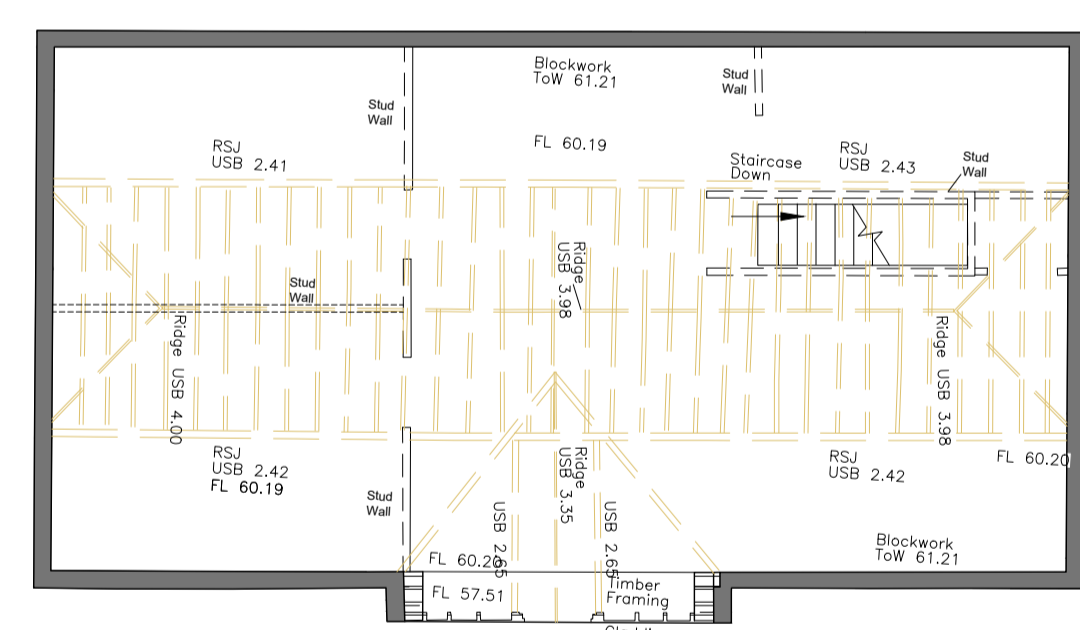 Blockwork
ToW 61.21
Stud
Wall
Stud
Wall
FL 60.19
RSJ
USB 2.41
Staircase
Down
RSJ
USB 2.43
Stud
Wall
Ridge
USB 3.98
Stud
Wall
Ridge USB 4.00
Ridge USB 3.98
RSJ
USB 2.42
FL 60.19
Ridge
USB 3.35
RSJ
USB 2.42
FL 60.20
Stud
Wall
USB 2.65
USB 2.65
Blockwork
ToW 61.21
FL 60.20
FL 57.51
Timber
Framing